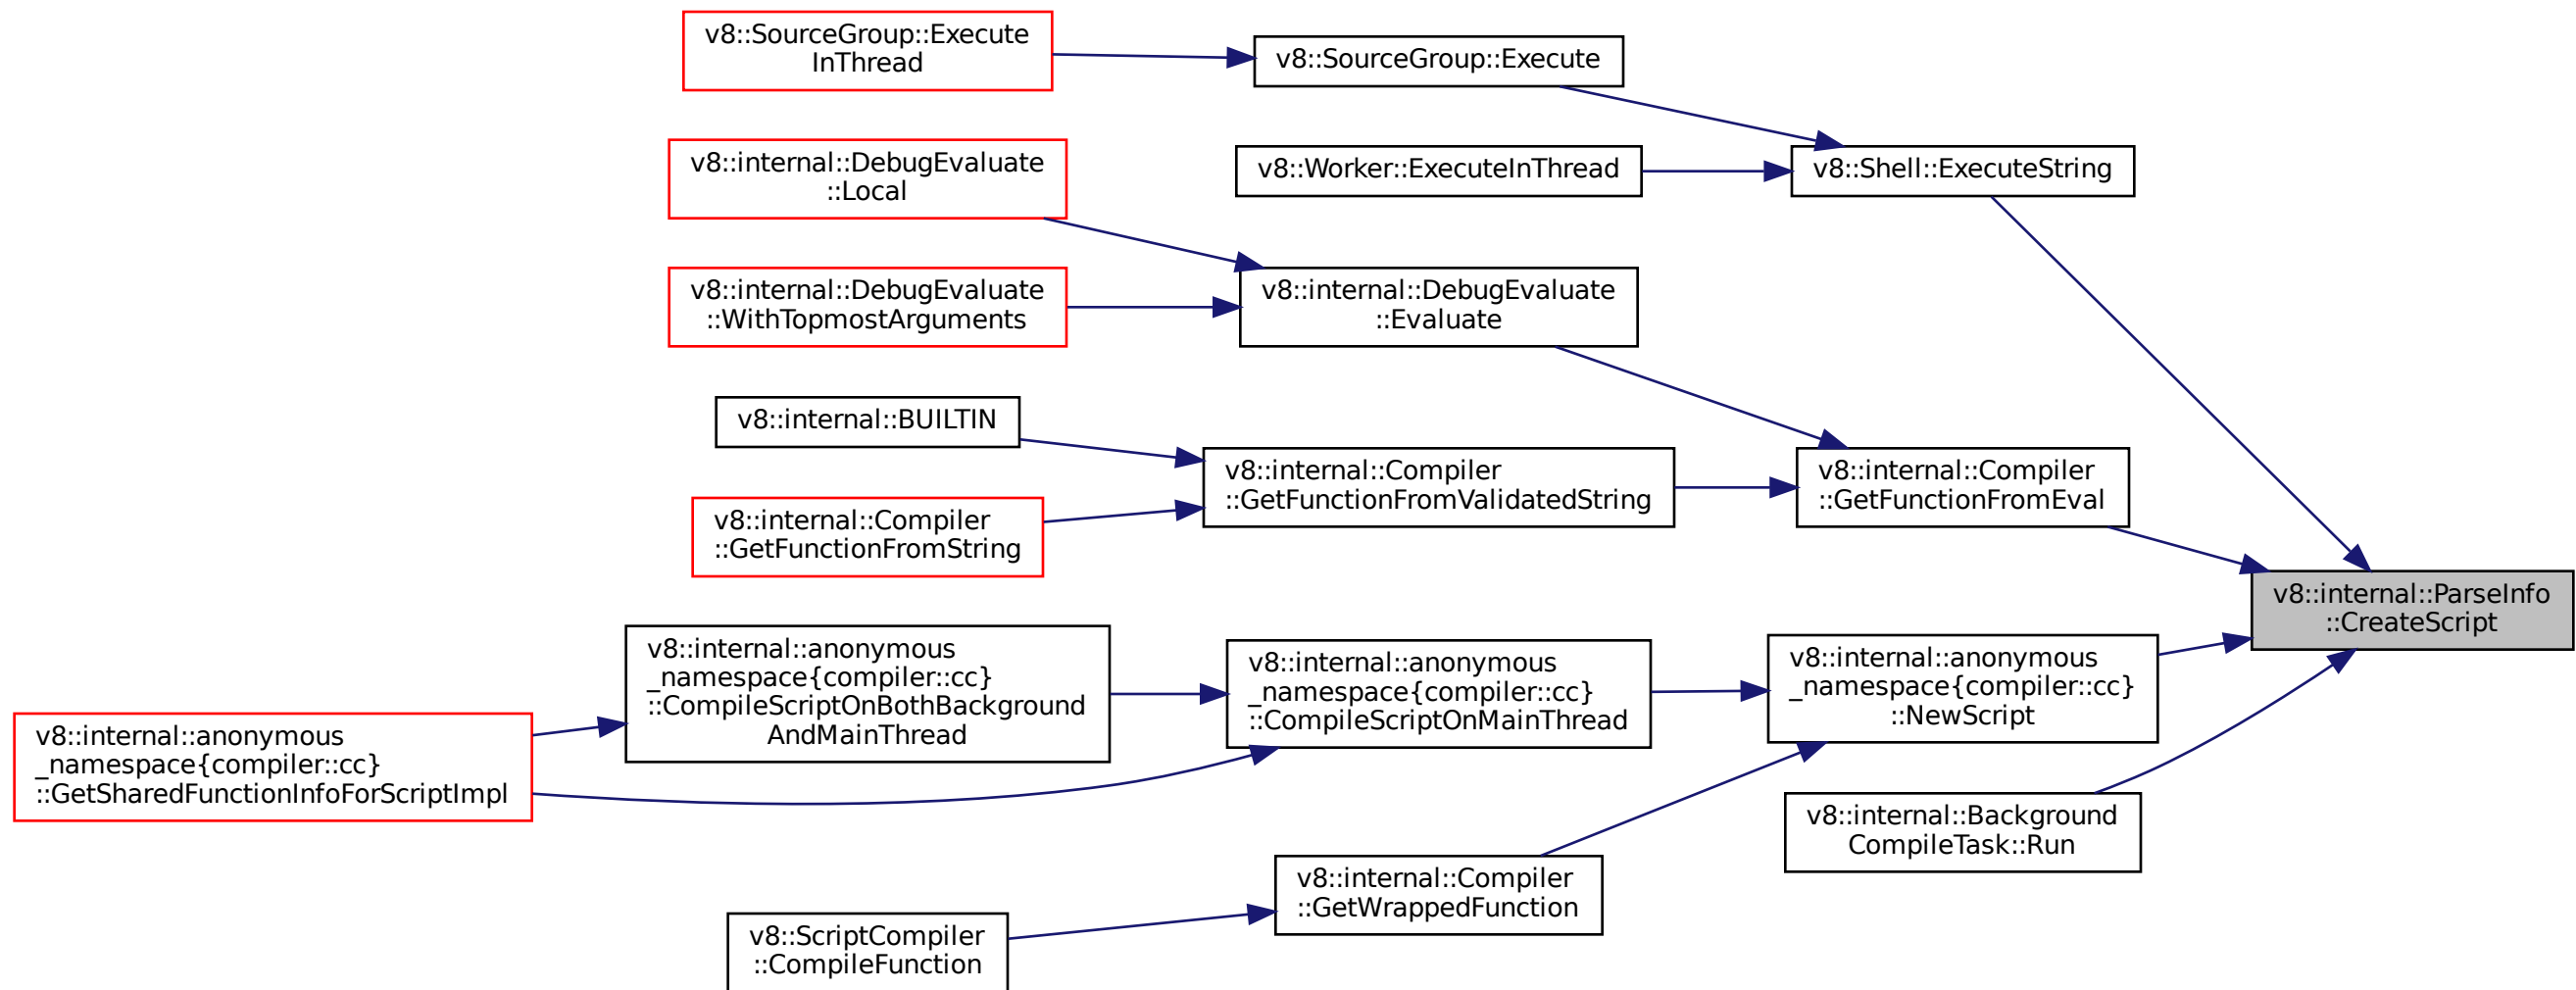 v8::SourceGroup::Execute
InThread
v8::SourceGroup::Execute
v8::internal::DebugEvaluate
::Local
v8::Worker::ExecuteInThread
v8::Shell::ExecuteString
v8::internal::DebugEvaluate
::WithTopmostArguments
v8::internal::DebugEvaluate
::Evaluate
v8::internal::BUILTIN
v8::internal::Compiler
::GetFunctionFromValidatedString
v8::internal::Compiler
::GetFunctionFromEval
v8::internal::Compiler
::GetFunctionFromString
v8::internal::ParseInfo
::CreateScript
v8::internal::anonymous
_namespace{compiler::cc}
::CompileScriptOnBothBackground
AndMainThread
v8::internal::anonymous
_namespace{compiler::cc}
::CompileScriptOnMainThread
v8::internal::anonymous
_namespace{compiler::cc}
::NewScript
v8::internal::anonymous
_namespace{compiler::cc}
::GetSharedFunctionInfoForScriptImpl
v8::internal::Background
CompileTask::Run
v8::internal::Compiler
::GetWrappedFunction
v8::ScriptCompiler
::CompileFunction